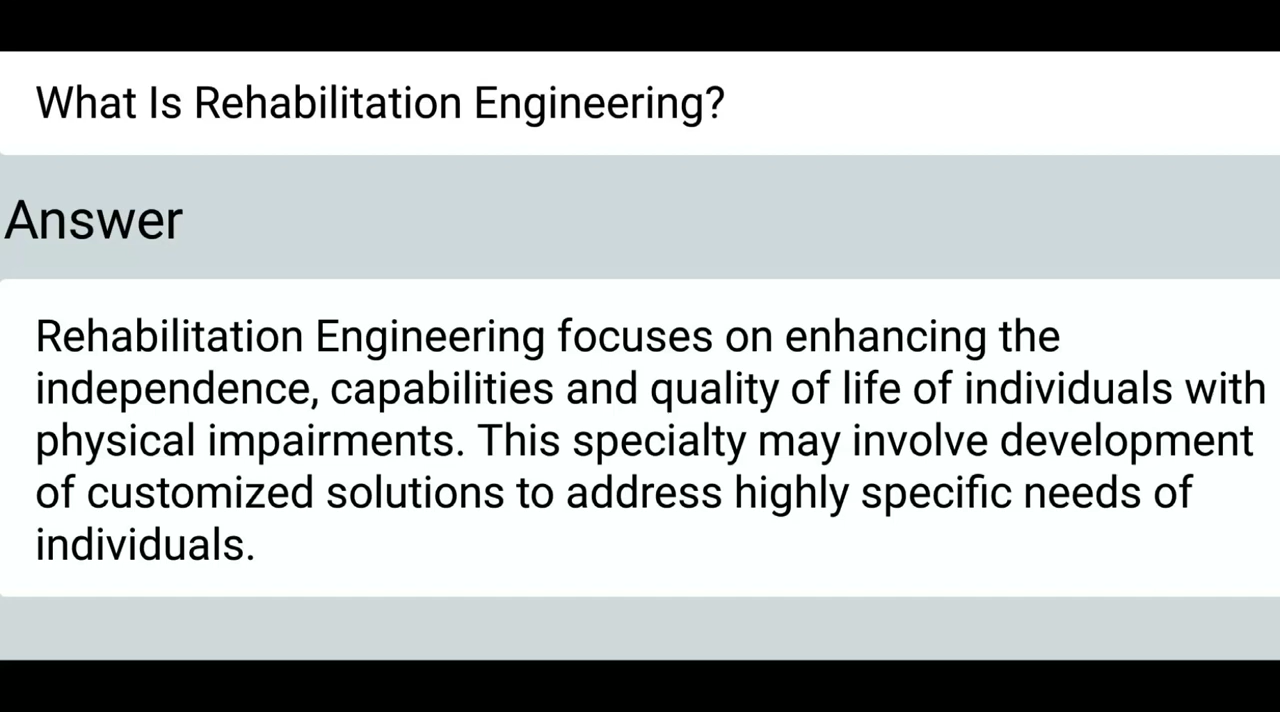 What Is Rehabilitation Engineering?
Answer
Rehabilitation Engineering focuses on enhancing the
independence, capabilities and quality of life of individuals with
physical impairments. This specialty may involve development
of customized solutions to address highly specific needs of
individuals.